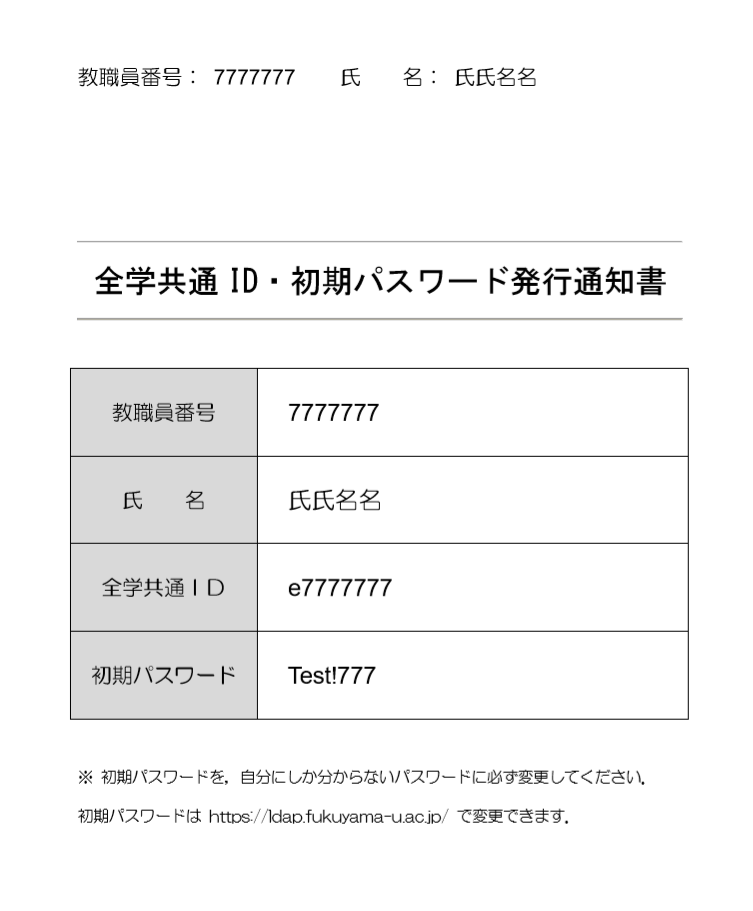 教職員番号： 7777777　　氏　　名： 氏氏名名
全学共通 ID・初期パスワード発行通知書
教職員番号　7777777
氏　　名　氏氏名名
全学共通ＩＤ　e7777777
初期パスワード　Test!777
※ 初期パスワードを，自分にしか分からないパスワードに必ず変更してください．
初期パスワードは https://ldap.fukuyama-u.ac.jp/ で変更できます．